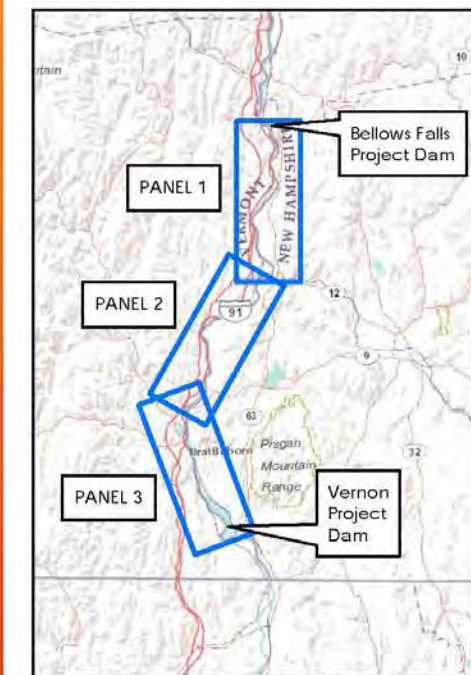 10
Bellows Falls
Project Dam
PANEL 1
VERMONT
NEW HAMPSHIRE
PANEL 2
91
12
9
63
Brattleboro
Pisgah
Mountain
Range
32
PANEL 3
Vernon
Project
Dam